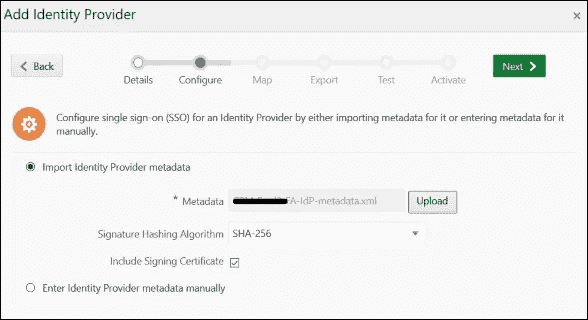 Add Identity Provider
Back
Next
Details Configure Map Export Test Activate
Configure single sign-on (SSO) for an Identity Provider by either importing metadata for it or entering metadata for it
manually.
Import Identity Provider metadata
* Metadata -IdP-metadata.xml Upload
Signature Hashing Algorithm SHA-256
Include Signing Certificate
Enter Identity Provider metadata manually